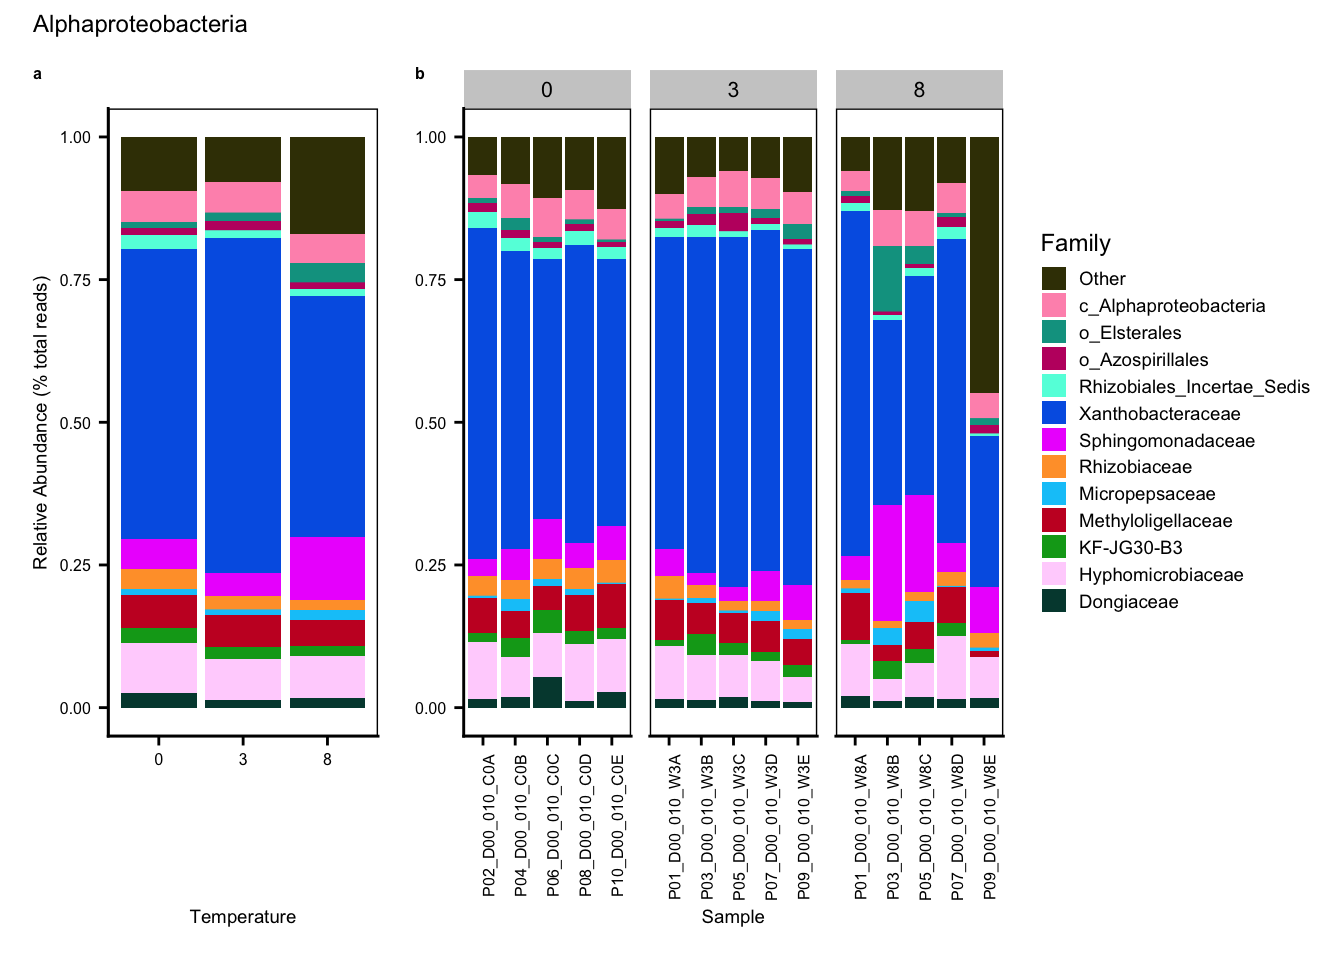 Alphaproteobacteria
a
b
0
3
8
Relative Abundance (% total reads)
1.00
0.75
0.50
0.25
0.00
0
3
8
Temperature
1.00
0.75
0.50
0.25
0.00
P02_D00_010_C0A
P04_D00_010_C0B
P06_D00_010_C0C
P08_D00_010_C0D
P10_D00_010_C0E
P01_D00_010_W3A
P03_D00_010_W3B
P05_D00_010_W3C
P07_D00_010_W3D
P09_D00_010_W3E
P01_D00_010_W8A
P03_D00_010_W8B
P05_D00_010_W8C
P07_D00_010_W8D
P09_D00_010_W8E
Sample
Family
Other
c_Alphaproteobacteria
o_Elsterales
o_Azospirillales
Rhizobiales_Incertae_Sedis
Xanthobacteraceae
Sphingomonadaceae
Rhizobiaceae
Micropepsaceae
Methyloligellaceae
KF-JG30-B3
Hyphomicrobiaceae
Dongiaceae